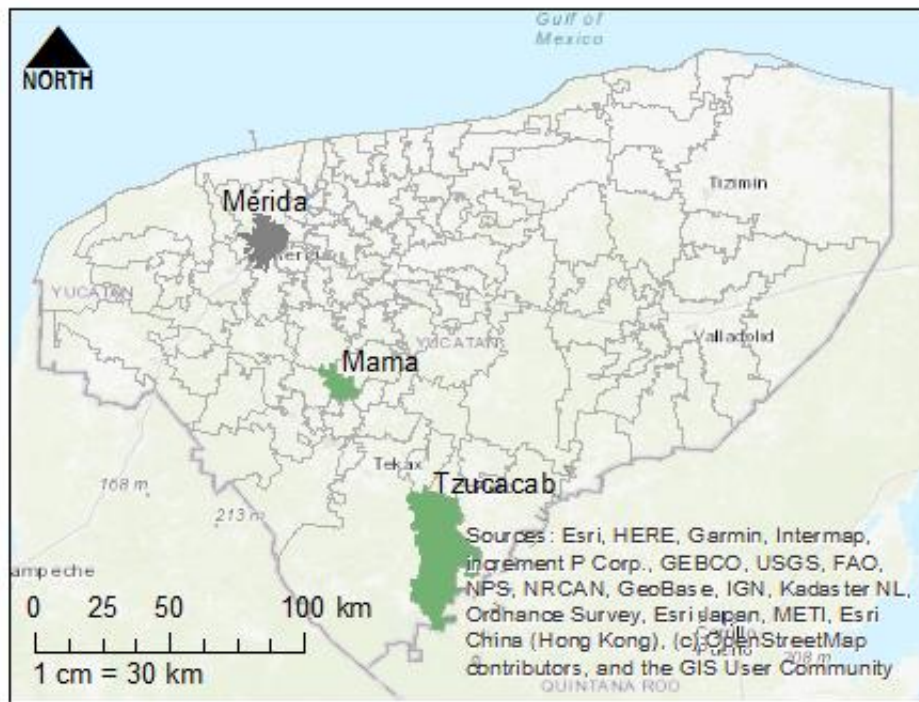 Gulf of
Mexico
NORTH
Tizimin
Mérida
YUCATAN
Valladolid
YUCATAN
Mama
Tekax
168 m
Tzucacab
213 m
Sources: Esri, HERE, Garmin, Intermap,
increment P Corp., GEBCO, USGS, FAO,
NPS, NRCAN, GeoBase, IGN, Kadaster NL,
Ordnance Survey, Esri Japan, METI, Esri
China (Hong Kong), (c) OpenStreetMap
contributors, and the GIS User Community
ampeche
0 25 50 100 km
1 cm = 30 km
208 m
QUINTANA ROO